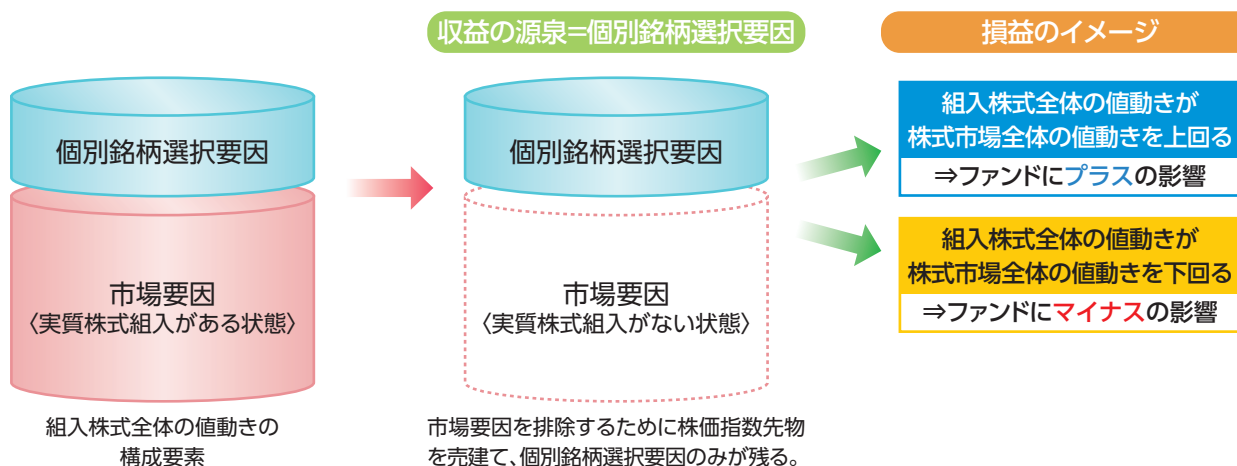 収益の源泉=個別銘柄選択要因
損益のイメージ
個別銘柄選択要因
市場要因
〈実質株式組入がある状態〉
組入株式全体の値動きの
構成要素
個別銘柄選択要因
市場要因
〈実質株式組入がない状態〉
市場要因を排除するために株価指数先物
を売建て、個別銘柄選択要因のみが残る。
組入株式全体の値動きが
株式市場全体の値動きを上回る
⇒ファンドにプラスの影響
組入株式全体の値動きが
株式市場全体の値動きを下回る
⇒ファンドにマイナスの影響